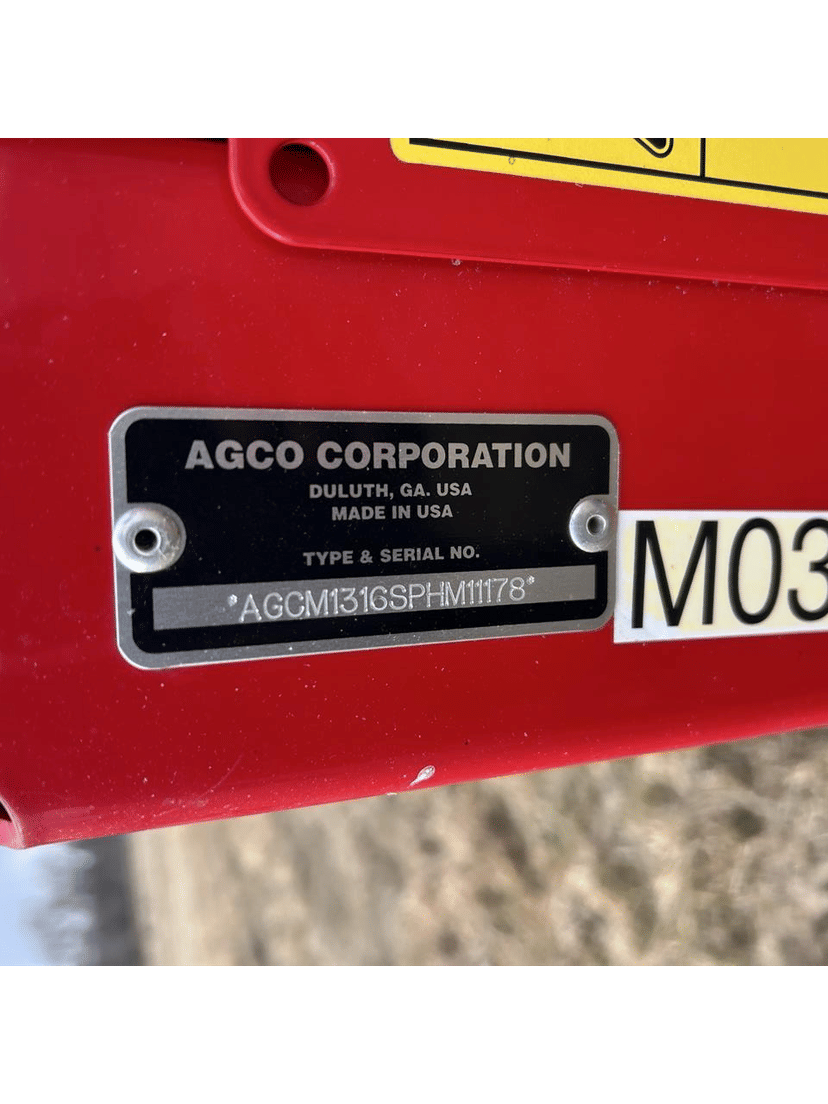 AGCO CORPORATION
DULUTH, GA. USA
MADE IN USA
TYPE & SERIAL NO.
*AGCM1316SPHM11178*
M03